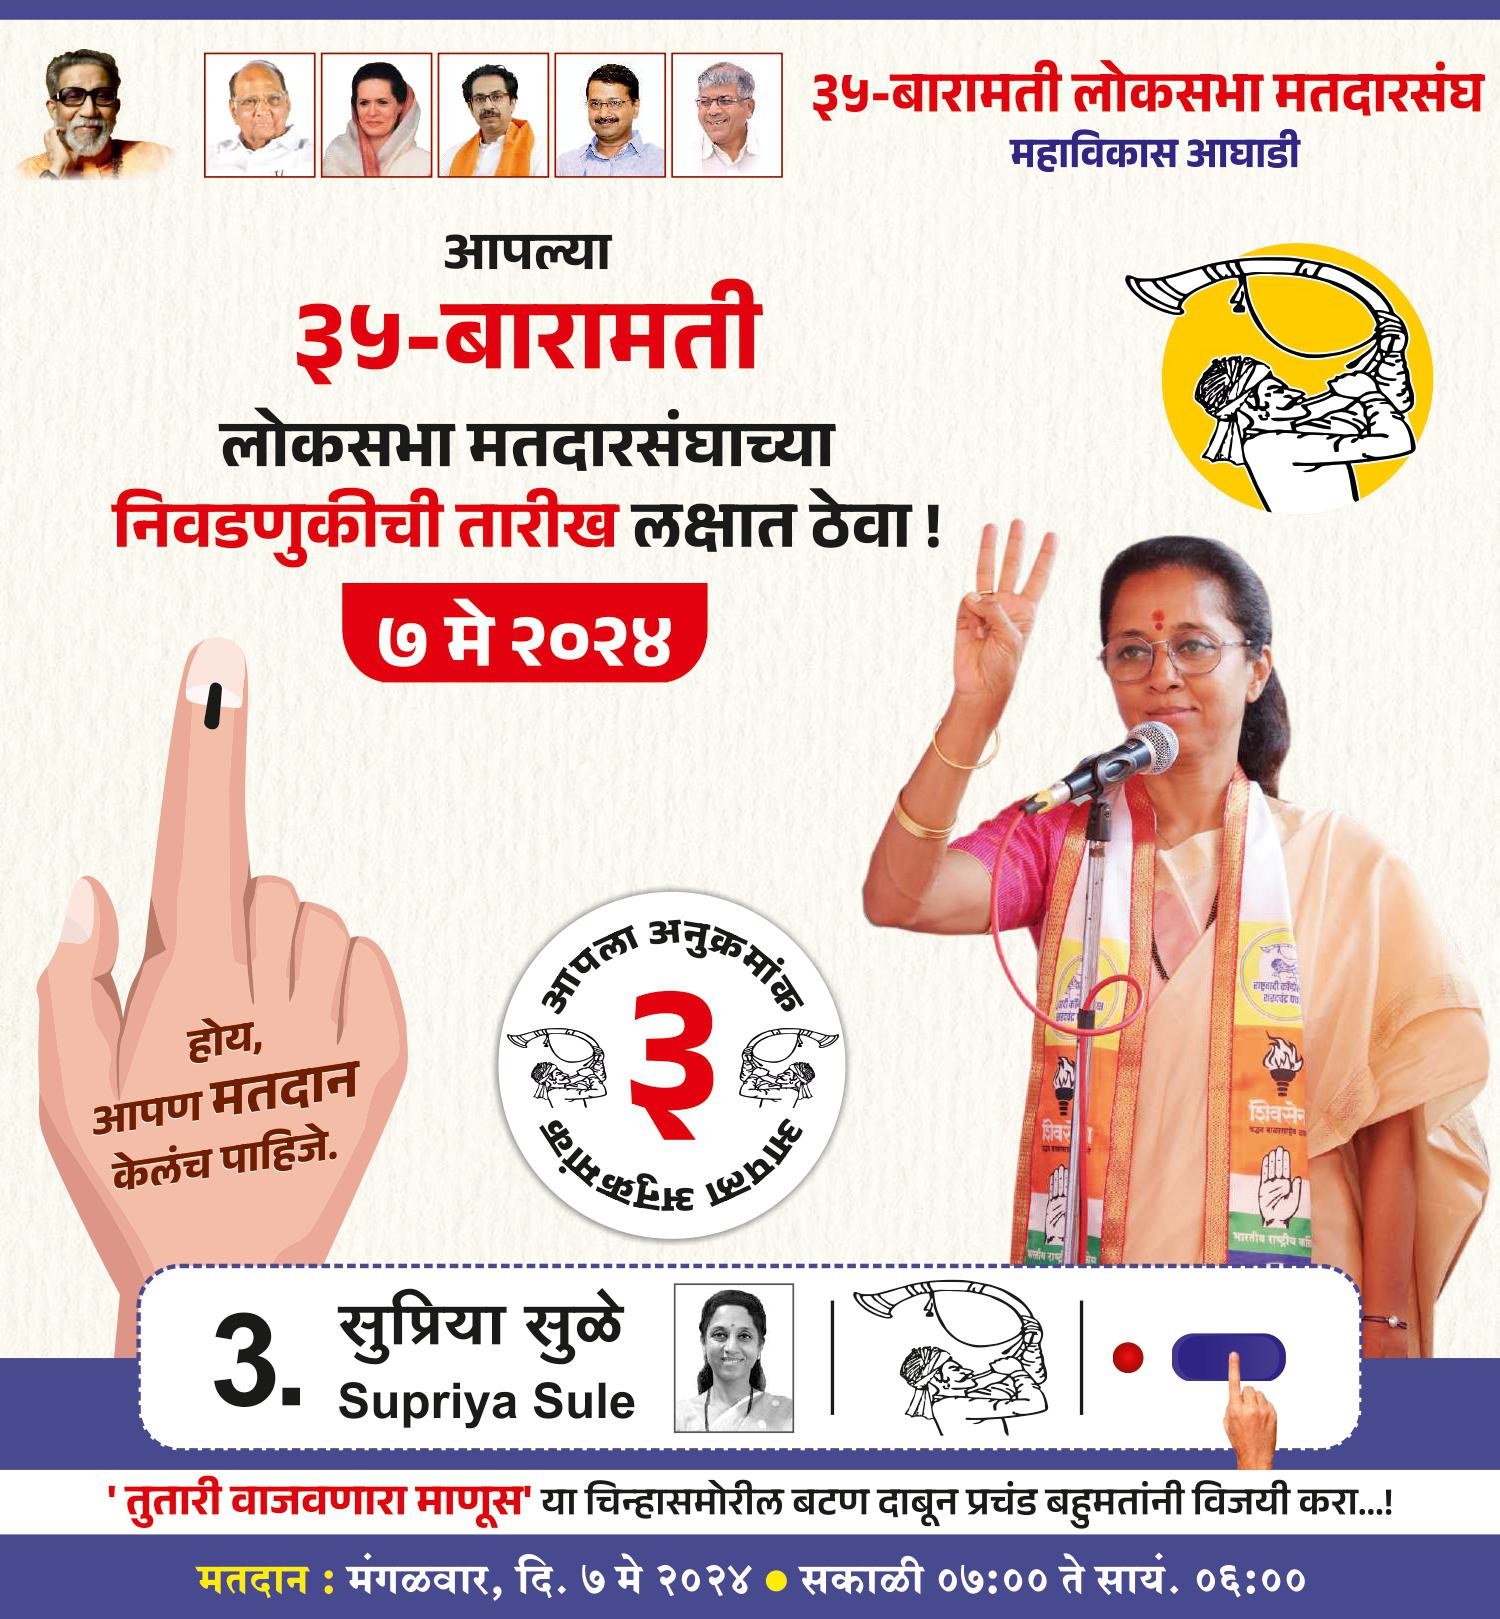 ३५-बारामती लोकसभा मतदारसंघ
महाविकास आघाडी
आपल्या
३५-बारामती
लोकसभा मतदारसंघाच्या
निवडणुकीची तारीख लक्षात ठेवा !
७ मे २०२४
होय,
आपण मतदान
केलंच पाहिजे.
आपला अनुक्रमांक
३
आपला अनुक्रमांक
शिवसेना
भारतीय राष्ट्रीय
3.
सुप्रिया सुळे
Supriya Sule
' तुतारी वाजवणारा माणूस' या चिन्हासमोरील बटण दाबून प्रचंड बहुमतांनी विजयी करा...!
मतदान : मंगळवार, दि. ७ मे २०२४ ● सकाळी ०७:०० ते सायं. ०६:००